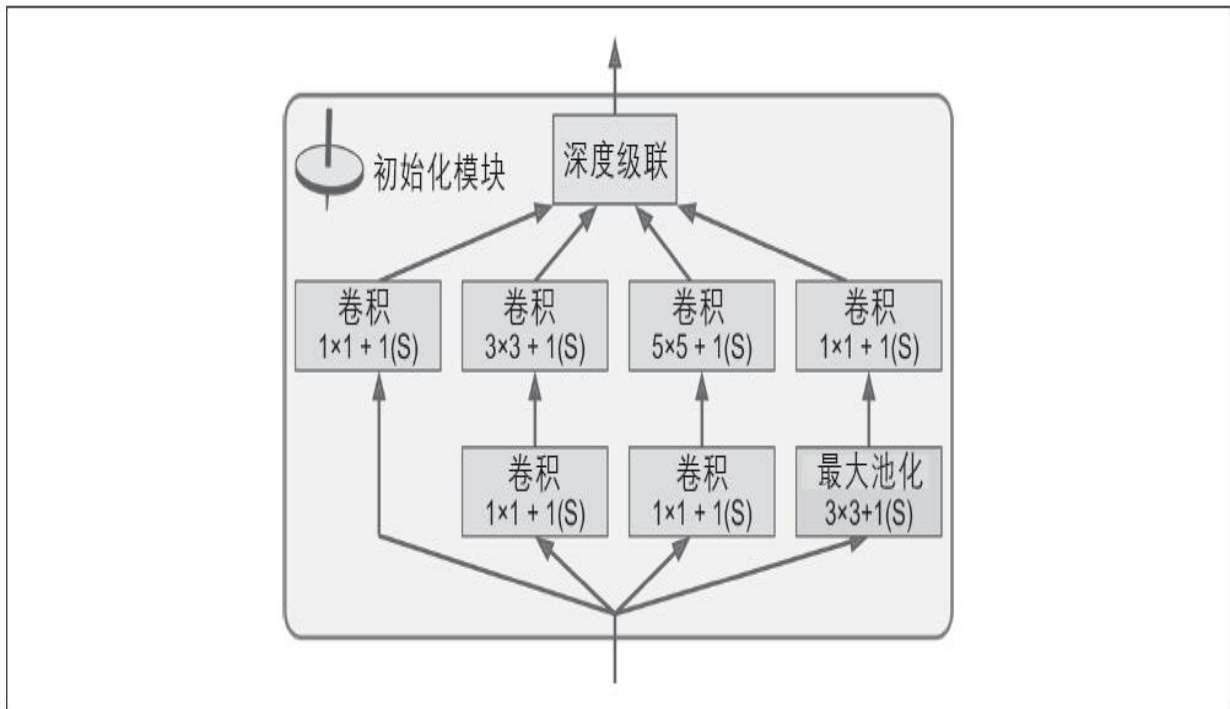 深度级联
初始化模块
卷积
1×1 + 1(S)
卷积
3×3 + 1(S)
卷积
5×5 + 1(S)
卷积
1×1 + 1(S)
卷积
1×1 + 1(S)
卷积
1×1 + 1(S)
最大池化
3×3+1(S)